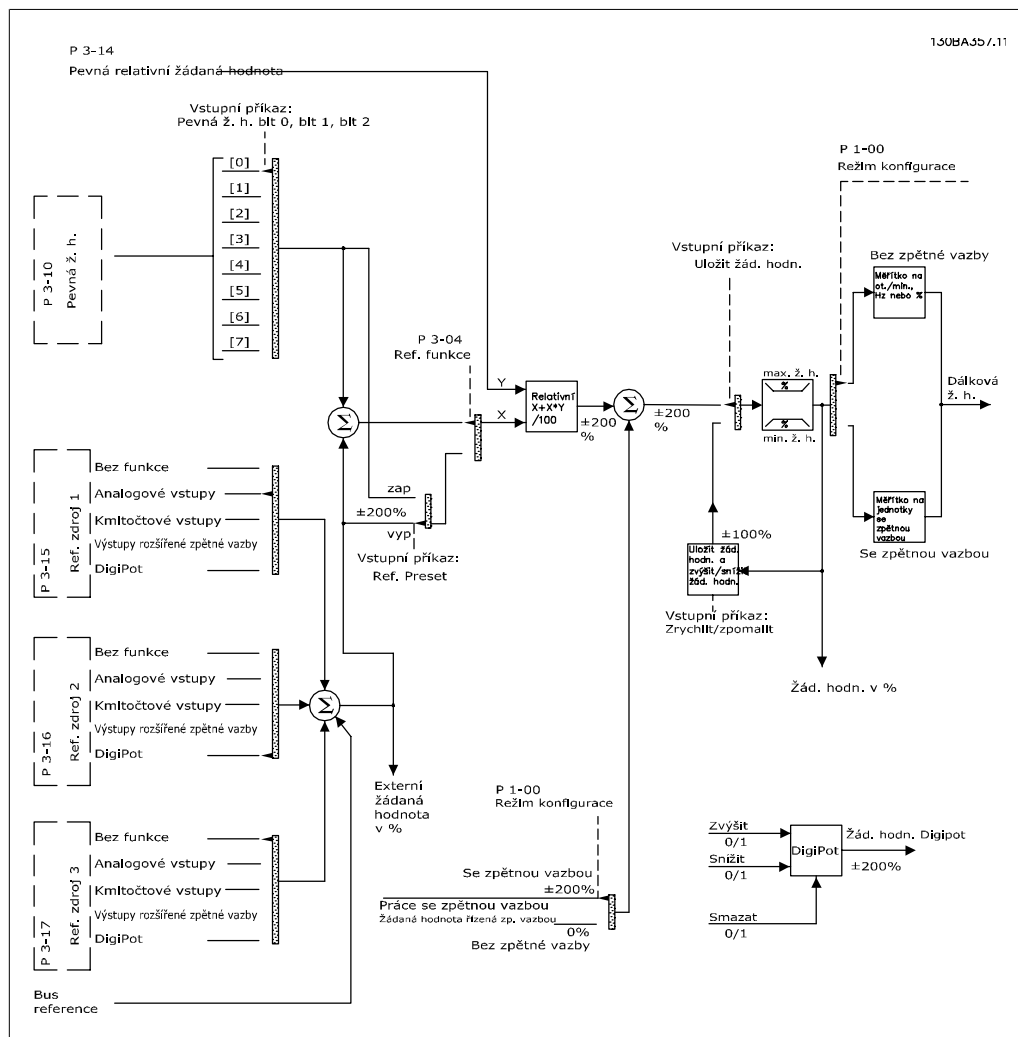 130BA357.11
P 3-14
Pevná relativní žádaná hodnota
Vstupní příkaz:
Pevná ž. h. blt 0, blt 1, blt 2
P 3-10
Pevná ž. h.
[0]
[1]
[2]
[3]
[4]
[5]
[6]
[7]
P 1-00
Režim konfigurace
Vstupní příkaz:
Uložit žád. hodn.
Bez zpětné vazby
Měřítko na
ot./min.,
Hz nebo %
P 3-04
Ref. funkce
Y
X
Relativní
X+X*Y
/100
±200
%
Σ
±200
%
max. ž. h.
%
%
min. ž. h.
Dálková
ž. h.
Σ
zap
±200%
vyp
Vstupní příkaz:
Ref. Preset
±100%
Uložit žád.
hodn. a
zvýšit/sníž
žád. hodn.
Vstupní příkaz:
Zrychlit/zpomalit
Měřítko na
jednotky
se
zpětnou
vazbou
Se zpětnou vazbou
Žád. hodn. v %
P 3-15
Ref. zdroj 1
Bez funkce
Analogové vstupy
Kmitočtové vstupy
Výstupy rozšířené zpětné vazby
DigiPot
P 3-16
Ref. zdroj 2
Bez funkce
Analogové vstupy
Kmitočtové vstupy
Výstupy rozšířené zpětné vazby
DigiPot
Σ
Externí
žádaná
hodnota
v %
P 3-17
Ref. zdroj 3
Bez funkce
Analogové vstupy
Kmitočtové vstupy
Výstupy rozšířené zpětné vazby
DigiPot
Bus
reference
P 1-00
Režim konfigurace
Se zpětnou vazbou
±200%
Práce se zpětnou vazbou
Žádaná hodnota řízená zp. vazbou
0%
Bez zpětné vazby
Zvýšit
0/1
Snížit
0/1
Smazat
0/1
DigiPot
Žád. hodn. Digipot
±200%